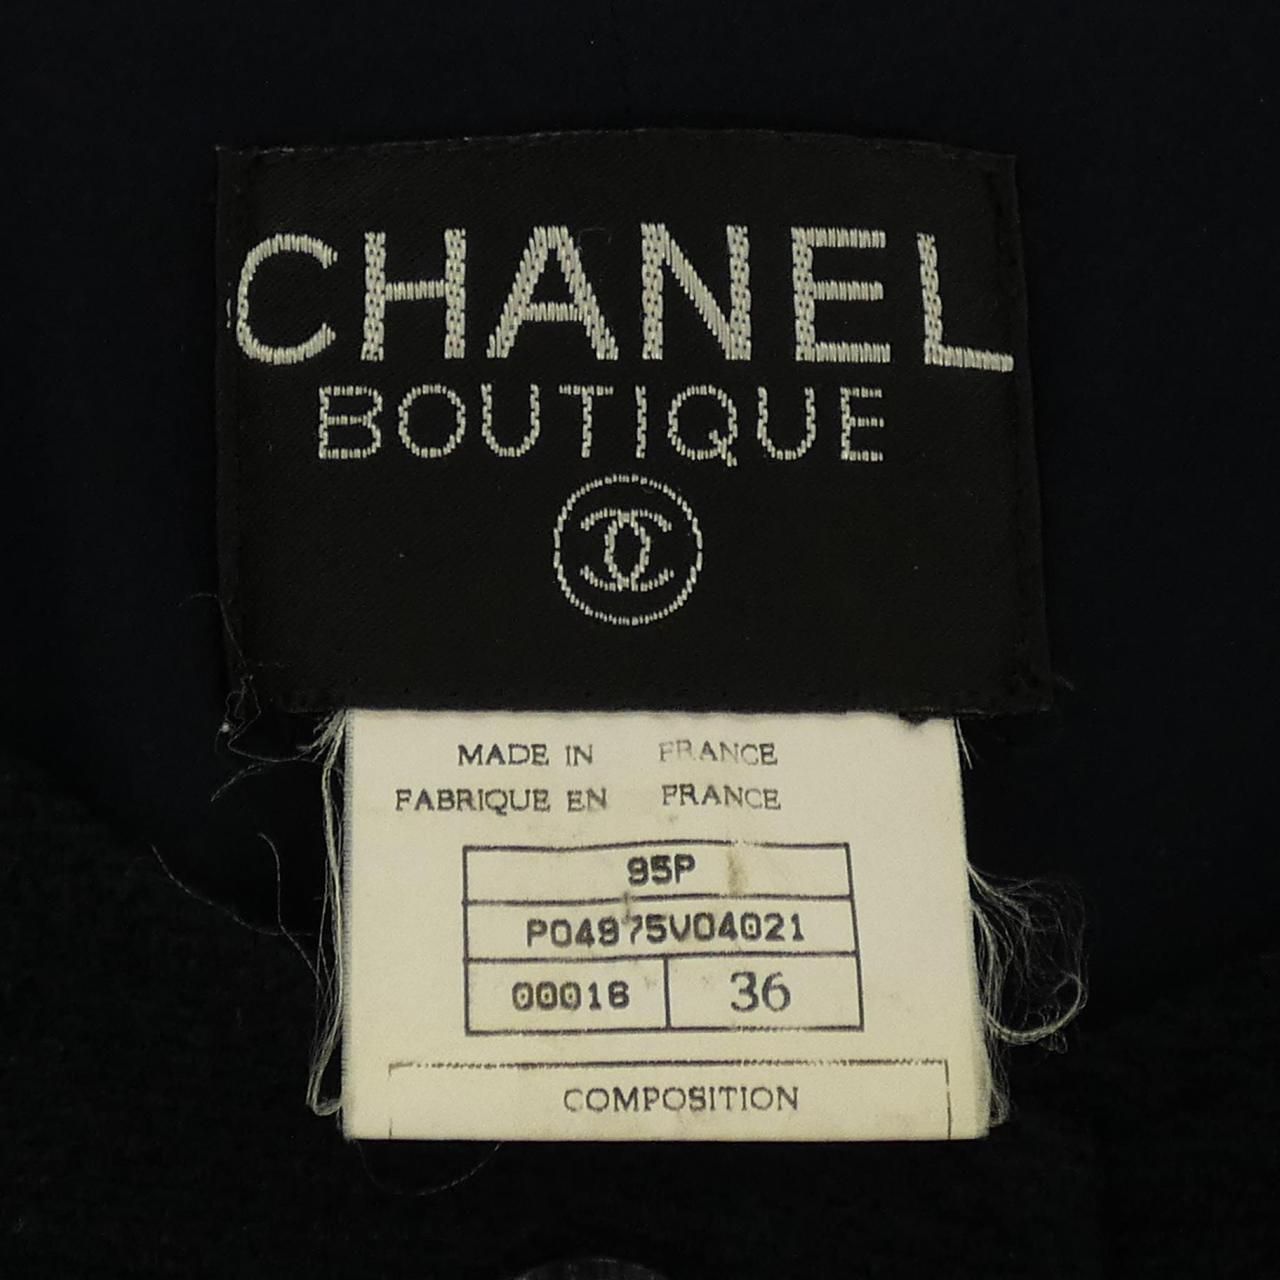 CHANEL
BOUTIQUE
MADE IN FRANCE
FABRIQUE EN FRANCE
95P
P04975V04021
00016 36
COMPOSITION